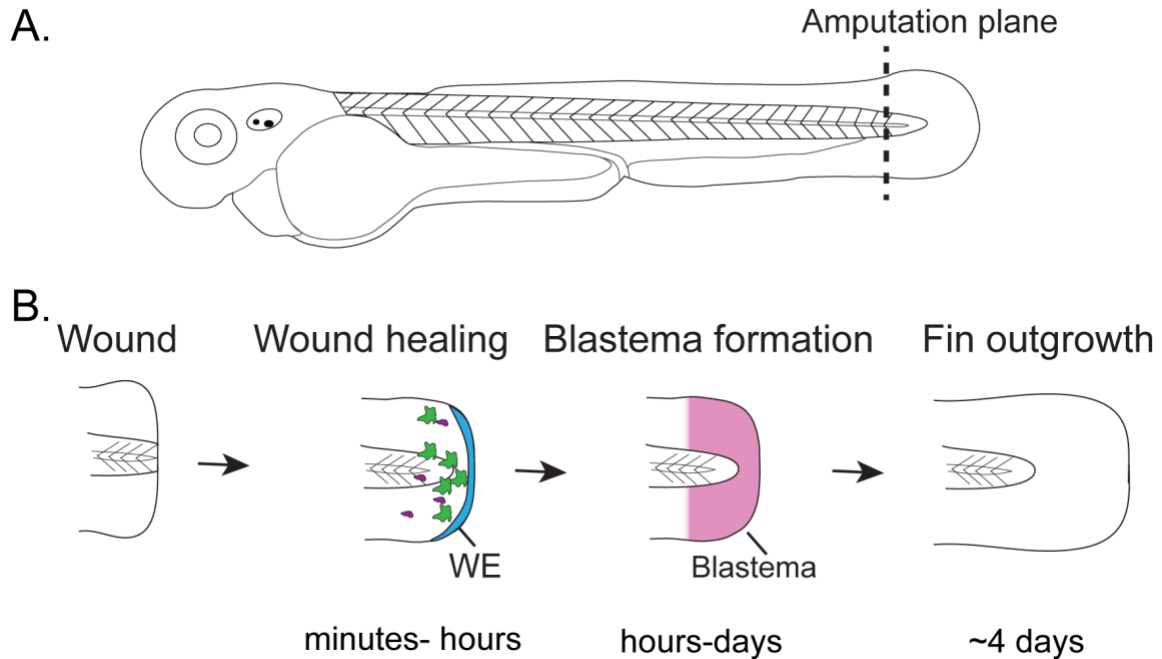 A.
Amputation plane
B.
Wound
Wound healing
Blastema formation
Fin outgrowth
WE
Blastema
minutes- hours
hours-days
~4 days